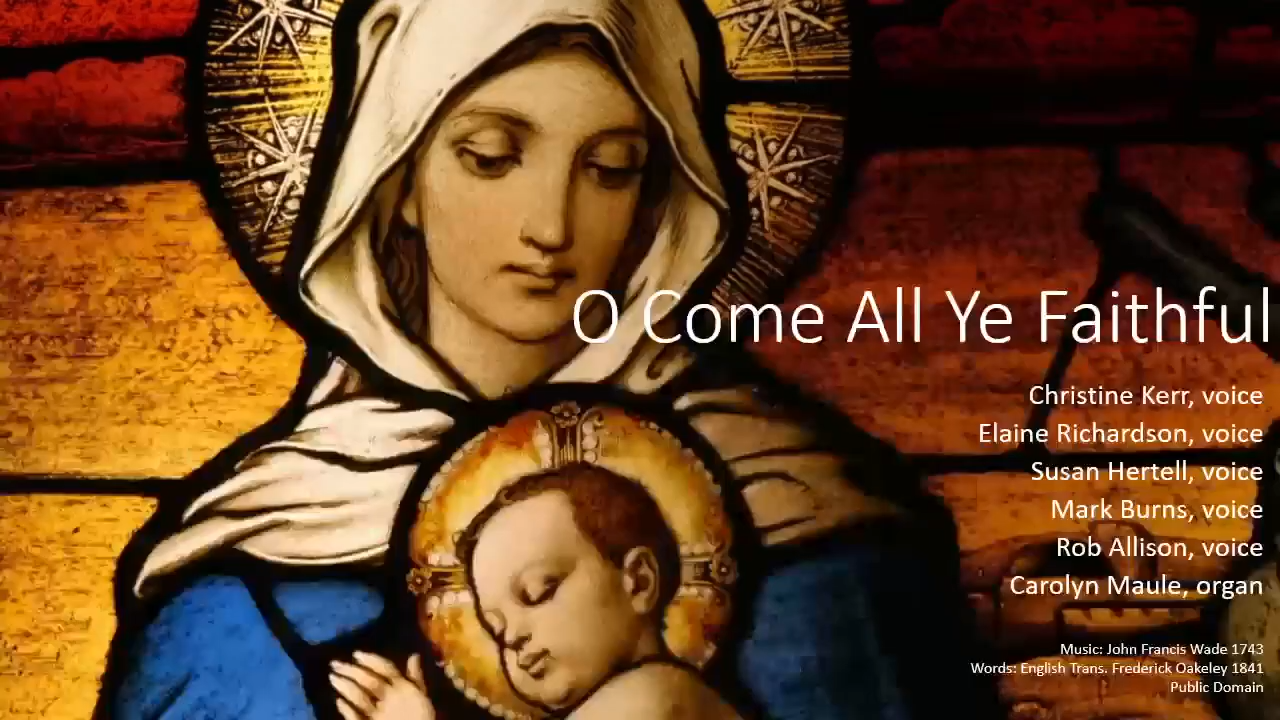 O Come All Ye Faithful
Christine Kerr, voice
Elaine Richardson, voice
Susan Hertell, voice
Mark Burns, voice
Rob Allison, voice
Carolyn Maule, organ
Music: John Francis Wade 1743
Words: English Trans. Frederick Oakeley 1841
Public Domain